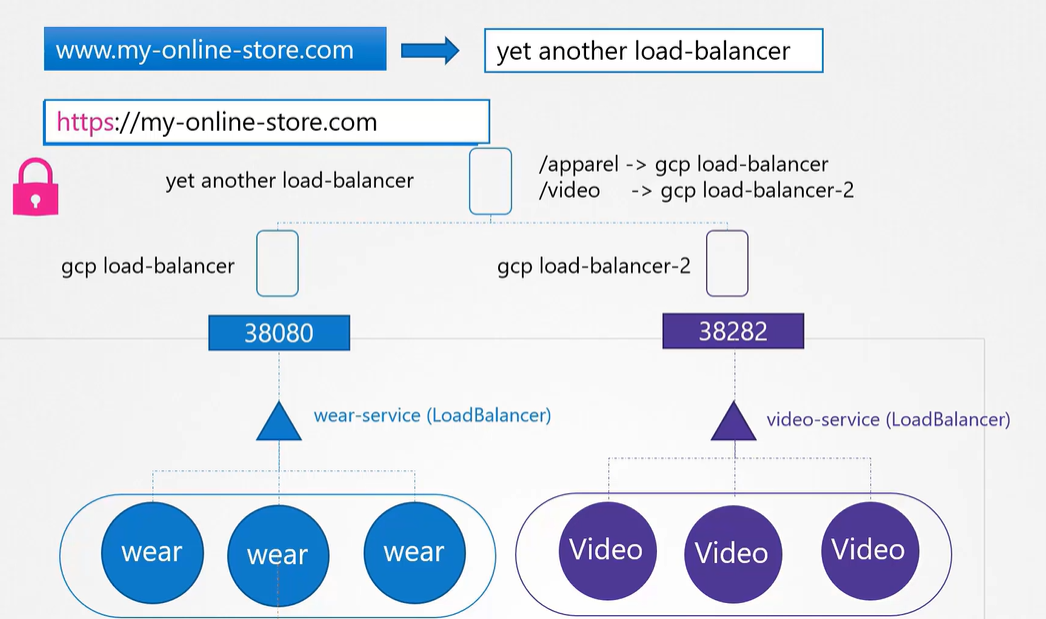 www.my-online-store.com
yet another load-balancer
https://my-online-store.com
yet another load-balancer
/apparel -> gcp load-balancer
/video -> gcp load-balancer-2
gcp load-balancer
gcp load-balancer-2
38080
38282
wear-service (LoadBalancer)
video-service (LoadBalancer)
wear
wear
wear
Video
Video
Video